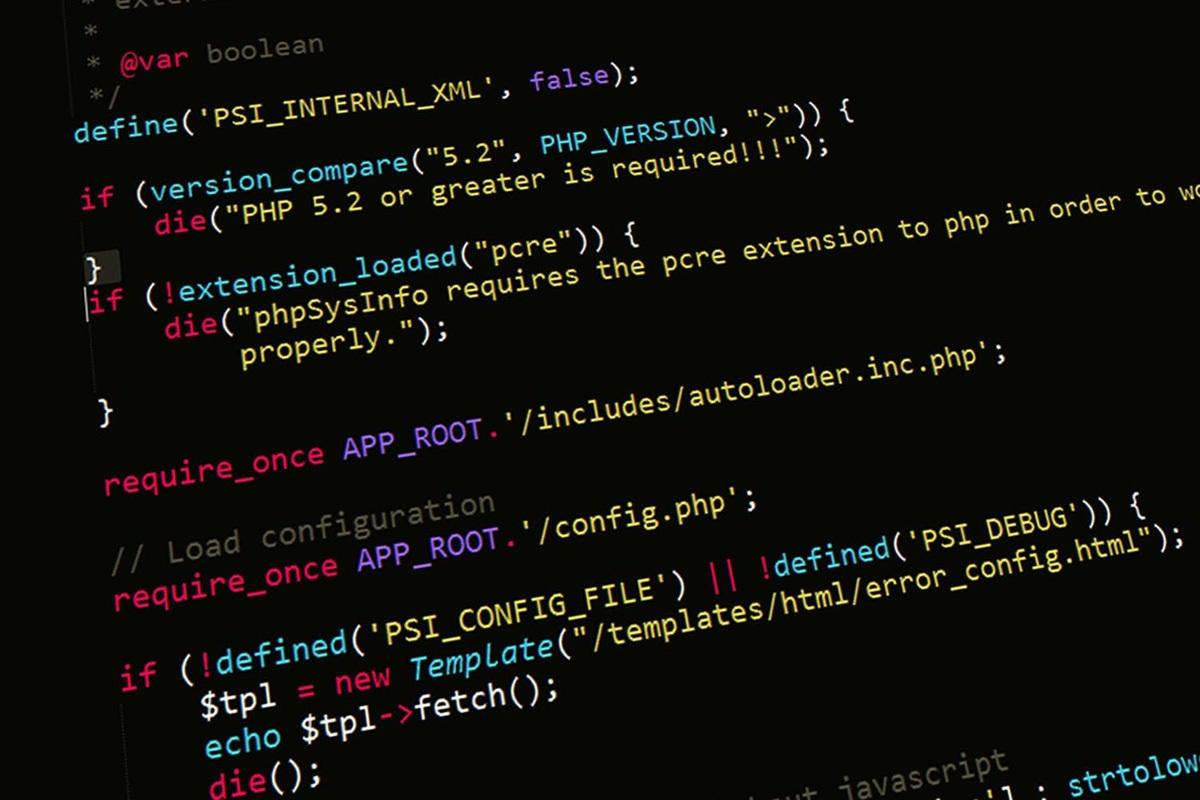 *
*
* @var boolean
*/
define('PSI_INTERNAL_XML', false);
if (version_compare("5.2", PHP_VERSION, ">")) {
die("PHP 5.2 or greater is required!!!");
}
if (!extension_loaded("pcre")) {
die("phpSysInfo requires the pcre extension to php in order to
properly.");
}
require_once APP_ROOT.'/includes/autoloader.inc.php';
// Load configuration
require_once APP_ROOT.'/config.php';
if (!defined('PSI_CONFIG_FILE') || !defined('PSI_DEBUG')) {
$tpl = new Template("/templates/html/error_config.html");
echo $tpl->fetch();
die();
javascript